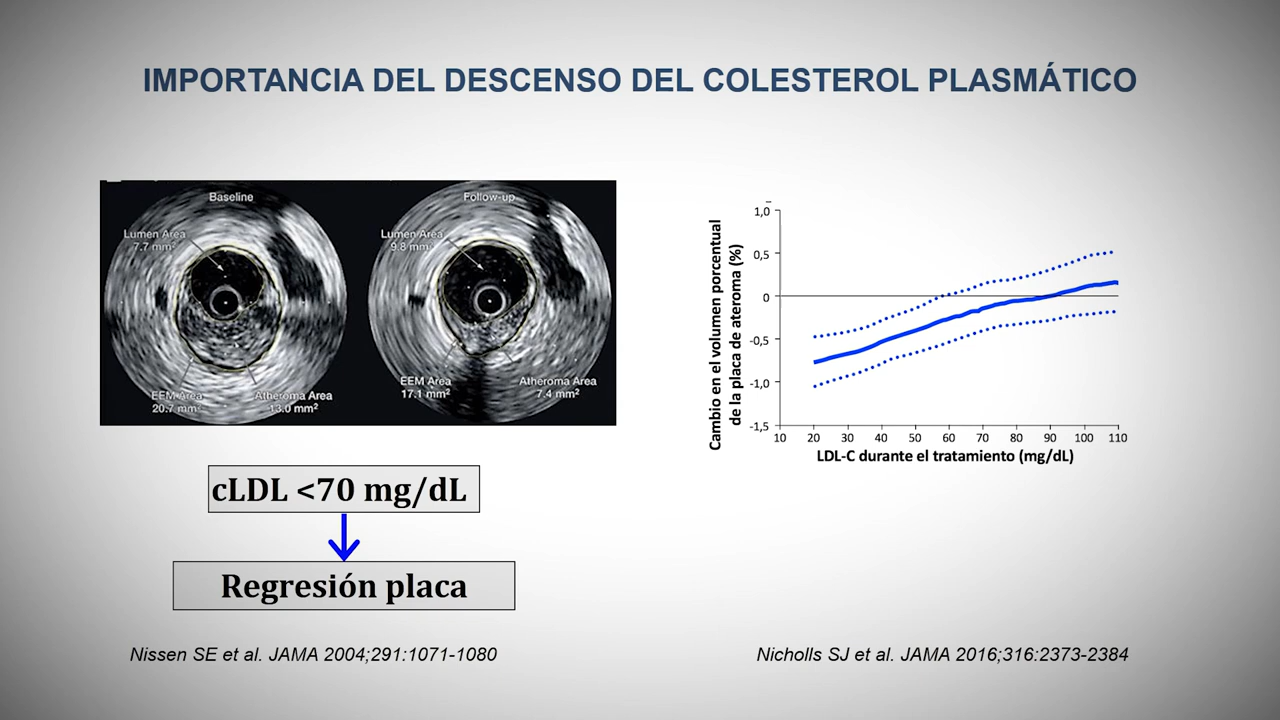 IMPORTANCIA DEL DESCENSO DEL COLESTEROL PLASMÁTICO
Baseline
Lumen Area
7.7 mm²
EEM Area
20.7 mm²
Atheroma Area
13.0 mm²
Follow-up
Lumen Area
9.8 mm²
EEM Area
17.1 mm²
Atheroma Area
7.4 mm²
cLDL <70 mg/dL
Regresión placa
Nissen SE et al. JAMA 2004;291:1071-1080
Cambio en el volumen porcentual
de la placa de ateroma (%)
1,0
0,5
0
-0,5
-1,0
-1,5
10 20 30 40 50 60 70 80 90 100 110
LDL-C durante el tratamiento (mg/dL)
Nicholls SJ et al. JAMA 2016;316:2373-2384